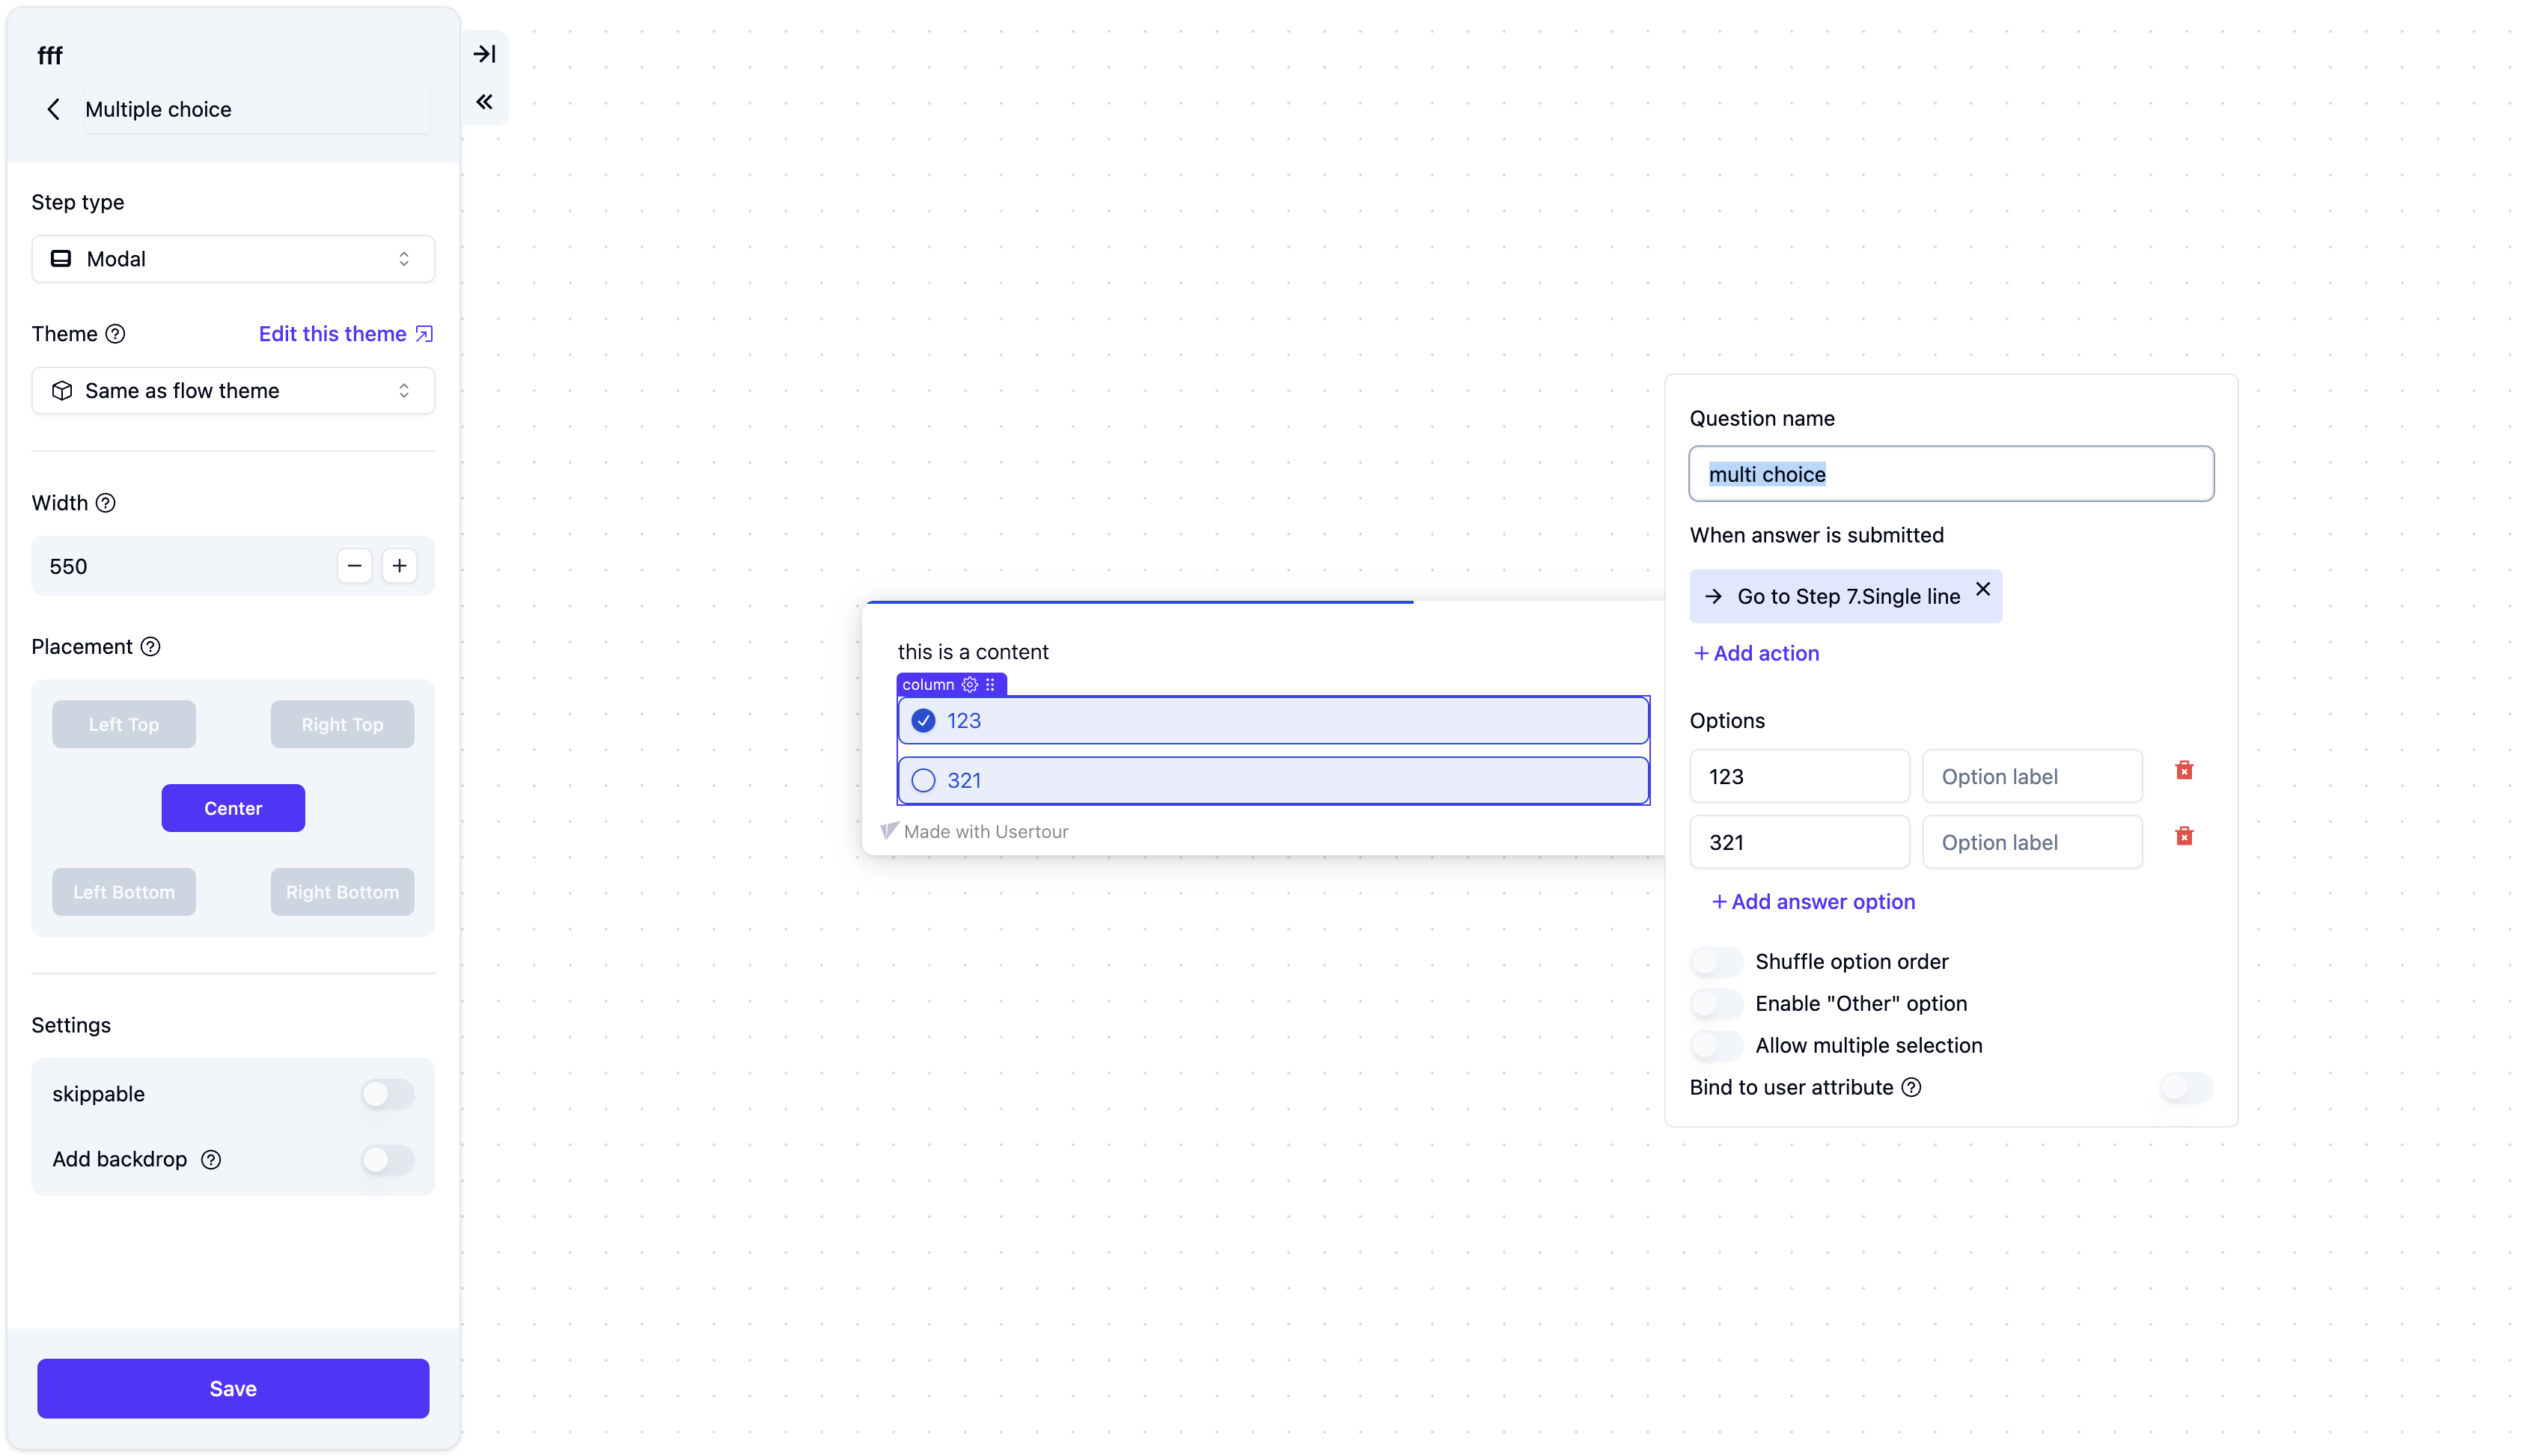 fff
Multiple choice
Step type
Modal
Theme
Edit this theme
Same as flow theme
Width
550
Placement
Left Top
Right Top
Center
Left Bottom
Right Bottom
Settings
skippable
Add backdrop
Save
this is a content
column
123
321
Made with Usertour
Question name
multi choice
When answer is submitted
Go to Step 7.Single line
+ Add action
Options
123 Option label
321 Option label
+ Add answer option
Shuffle option order
Enable "Other" option
Allow multiple selection
Bind to user attribute